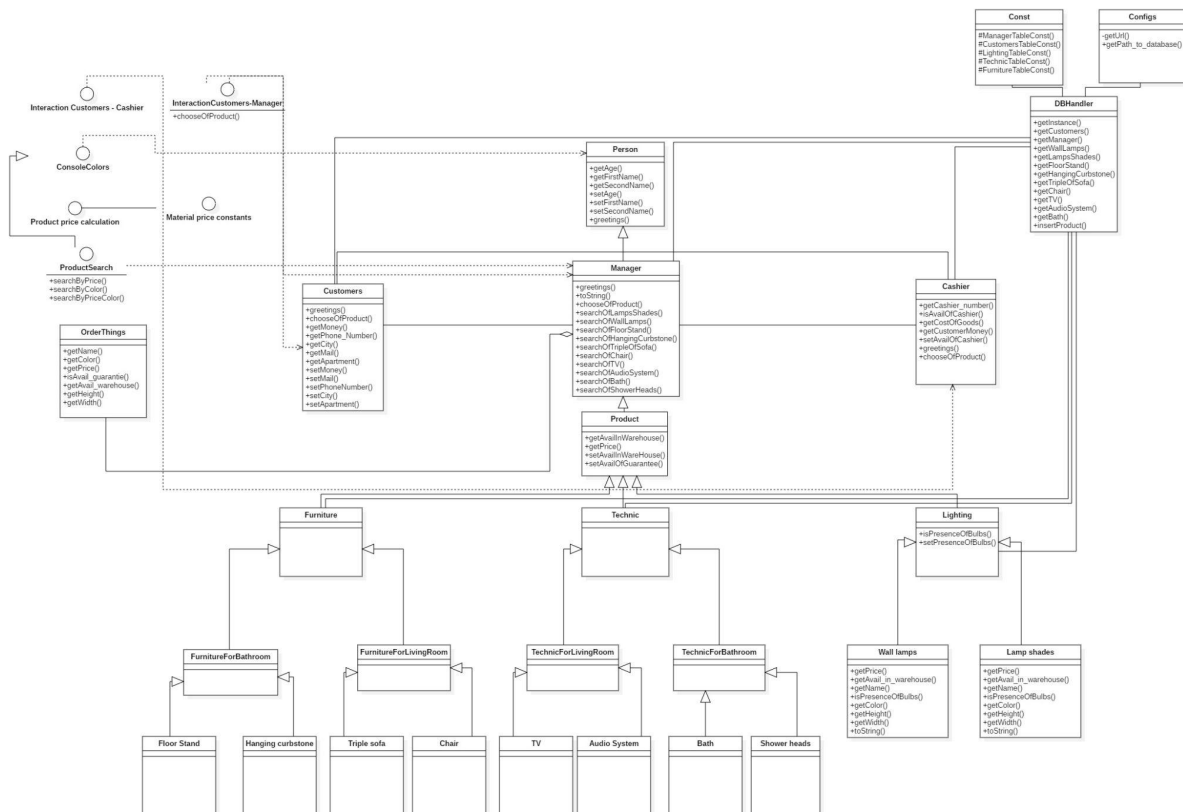 Const
#ManagerTableConst()
#CustomersTableConst()
#LightingTableConst()
#TechnicTableConst()
#FurnitureTableConst()
Configs
-getUrl()
+getPath_to_database()
Interaction Customers - Cashier
InteractionCustomers-Manager
+chooseOfProduct()
DBHandler
+getInstance()
+getCustomers()
+getManager()
+getWallLamps()
+getLampsShades()
+getFloorStand()
+getHangingCurbstone()
+getTripleOfSofa()
+getChair()
+getTV()
+getAudioSystem()
+getBath()
+insertProduct()
ConsoleColors
Person
+getAge()
+getFirstName()
+getSecondName()
+setAge()
+setFirstName()
+setSecondName()
+greetings()
Product price calculation
Material price constants
ProductSearch
+searchByPrice()
+searchByColor()
+searchByPriceColor()
Manager
+greetings()
+toString()
+chooseOfProduct()
+searchOfLampsShades()
+searchOfWallLamps()
+searchOfFloorStand()
+searchOfHangingCurbstone()
+searchOfTripleOfSofa()
+searchOfChair()
+searchOfTV()
+searchOfAudioSystem()
+searchOfBath()
+searchOfShowerHeads()
Customers
+greetings()
+chooseOfProduct()
+getMoney()
+getPhone_Number()
+getCity()
+getMail()
+getApartment()
+setMoney()
+setMail()
+setPhoneNumber()
+setCity()
+setApartment()
Cashier
+getCashier_number()
+isAvailOfCashier()
+getCostOfGoods()
+getCustomerMoney()
+setAvailOfCashier()
+greetings()
+chooseOfProduct()
OrderThings
+getName()
+getColor()
+getPrice()
+isAvail_guarantie()
+getAvail_warehouse()
+getHeight()
+getWidth()
Product
+getAvailInWarehouse()
+getPrice()
+setAvailInWareHouse()
+setAvailOfGuarantee()
Furniture
Technic
Lighting
+isPresenceOfBulbs()
+setPresenceOfBulbs()
FurnitureForBathroom
FurnitureForLivingRoom
TechnicForLivingRoom
TechnicForBathroom
Wall lamps
+getPrice()
+getAvail_in_warehouse()
+getName()
+isPresenceOfBulbs()
+getColor()
+getHeight()
+getWidth()
+toString()
Lamp shades
+getPrice()
+getAvail_in_warehouse()
+getName()
+isPresenceOfBulbs()
+getColor()
+getHeight()
+getWidth()
+toString()
Floor Stand
Hanging curbstone
Triple sofa
Chair
TV
Audio System
Bath
Shower heads